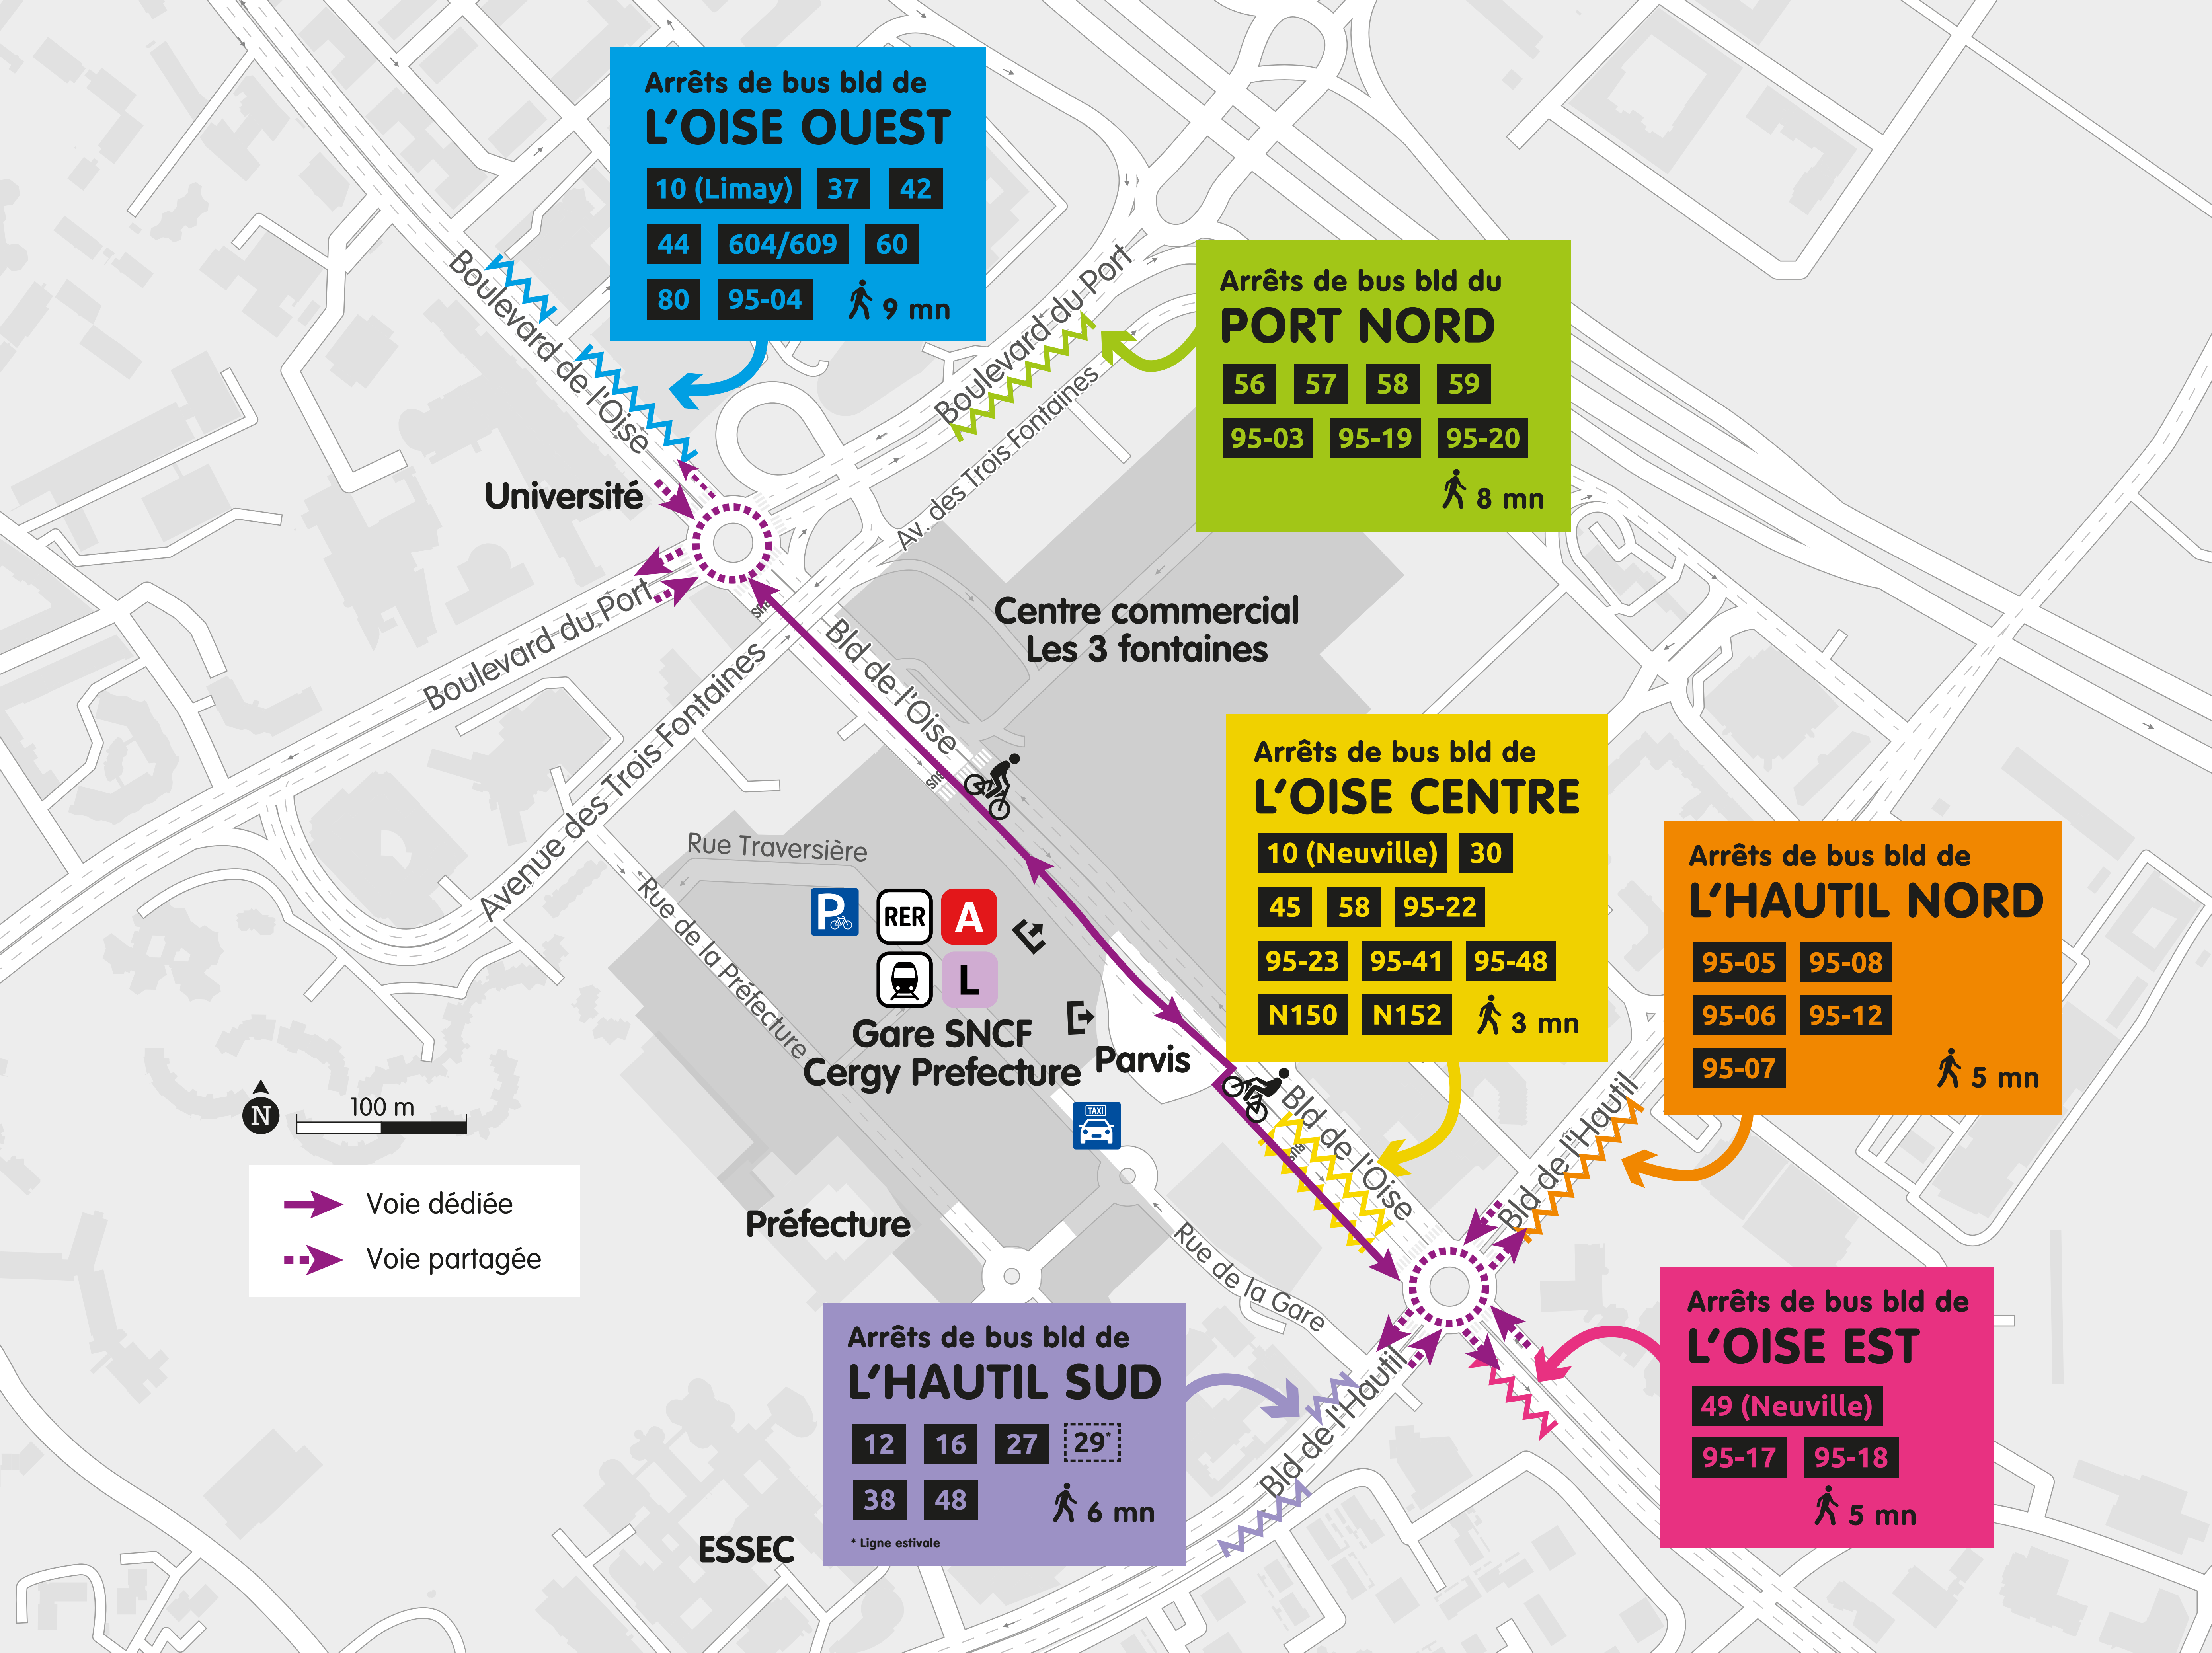 Arrêts de bus bld de
L'OISE OUEST
10 (Limay) 37 42
44 604/609 60
80 95-04 9 mn
Arrêts de bus bld du
PORT NORD
56 57 58 59
95-03 95-19 95-20
8 mn
Boulevard de l'Oise
Boulevard du Port
Av. des Trois Fontaines
Université
Boulevard du Port
BUS
Bld de l'Oise
Centre commercial
Les 3 fontaines
Avenue des Trois Fontaines
BUS
Arrêts de bus bld de
L'OISE CENTRE
10 (Neuville) 30
45 58 95-22
95-23 95-41 95-48
N150 N152 3 mn
Arrêts de bus bld de
L'HAUTIL NORD
95-05 95-08
95-06 95-12
95-07 5 mn
Rue Traversière
Rue de la Préfecture
P RER A
L
Gare SNCF
Cergy Prefecture
Parvis
TAXI
N
100 m
Voie dédiée
Voie partagée
Préfecture
Bld de l'Oise
BUS
Bld de l'Hautil
Rue de la Gare
Arrêts de bus bld de
L'HAUTIL SUD
12 16 27 29*
38 48 6 mn
* Ligne estivale
Bld de l'Hautil
ESSEC
Arrêts de bus bld de
L'OISE EST
49 (Neuville)
95-17 95-18
5 mn